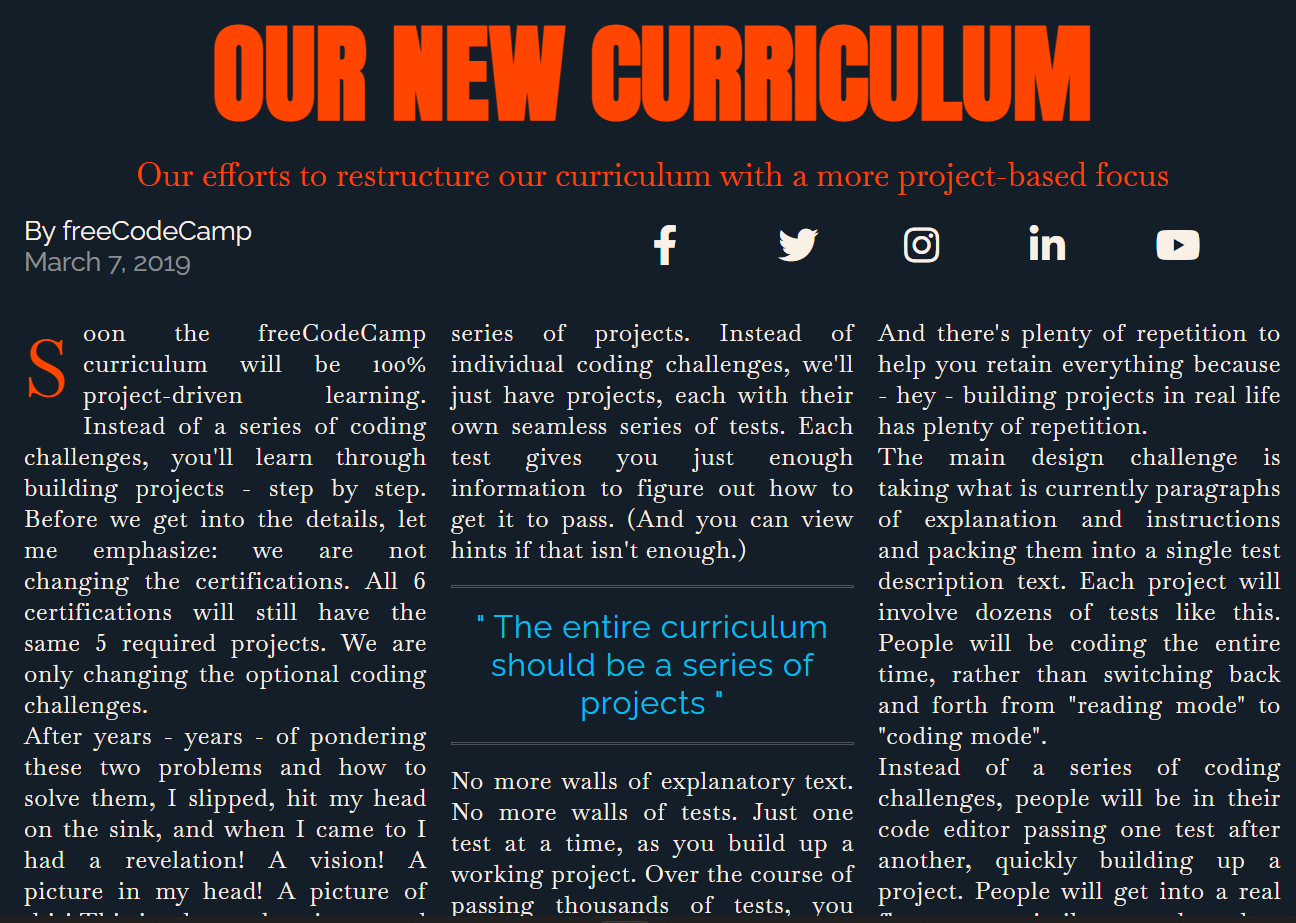 OUR NEW CURRICULUM
Our efforts to restructure our curriculum with a more project-based focus
By freeCodeCamp
March 7, 2019
Soon the freeCodeCamp
curriculum will be 100%
project-driven learning.
Instead of a series of coding
challenges, you'll learn through
building projects - step by step.
Before we get into the details, let
me emphasize: we are not
changing the certifications. All 6
certifications will still have the
same 5 required projects. We are
only changing the optional coding
challenges.
After years - years - of pondering
these two problems and how to
solve them, I slipped, hit my head
on the sink, and when I came to I
had a revelation! A vision! A
picture in my head! A picture of
series of projects. Instead of
individual coding challenges, we'll
just have projects, each with their
own seamless series of tests. Each
test gives you just enough
information to figure out how to
get it to pass. (And you can view
hints if that isn't enough.)
" The entire curriculum
should be a series of
projects "
No more walls of explanatory text.
No more walls of tests. Just one
test at a time, as you build up a
working project. Over the course of
passing thousands of tests, you
And there's plenty of repetition to
help you retain everything because
- hey - building projects in real life
has plenty of repetition.
The main design challenge is
taking what is currently paragraphs
of explanation and instructions
and packing them into a single test
description text. Each project will
involve dozens of tests like this.
People will be coding the entire
time, rather than switching back
and forth from "reading mode" to
"coding mode".
Instead of a series of coding
challenges, people will be in their
code editor passing one test after
another, quickly building up a
project. People will get into a real